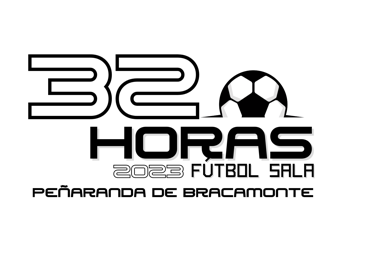 32
HORAS
2023 FÚTBOL SALA
PEÑARANDA DE BRACAMONTE